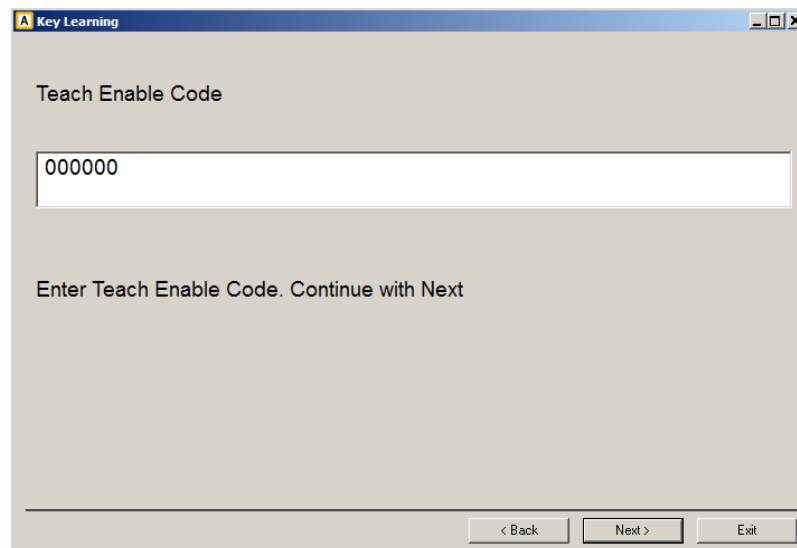 A Key Learning
Teach Enable Code
000000
Enter Teach Enable Code. Continue with Next
< Back Next > Exit